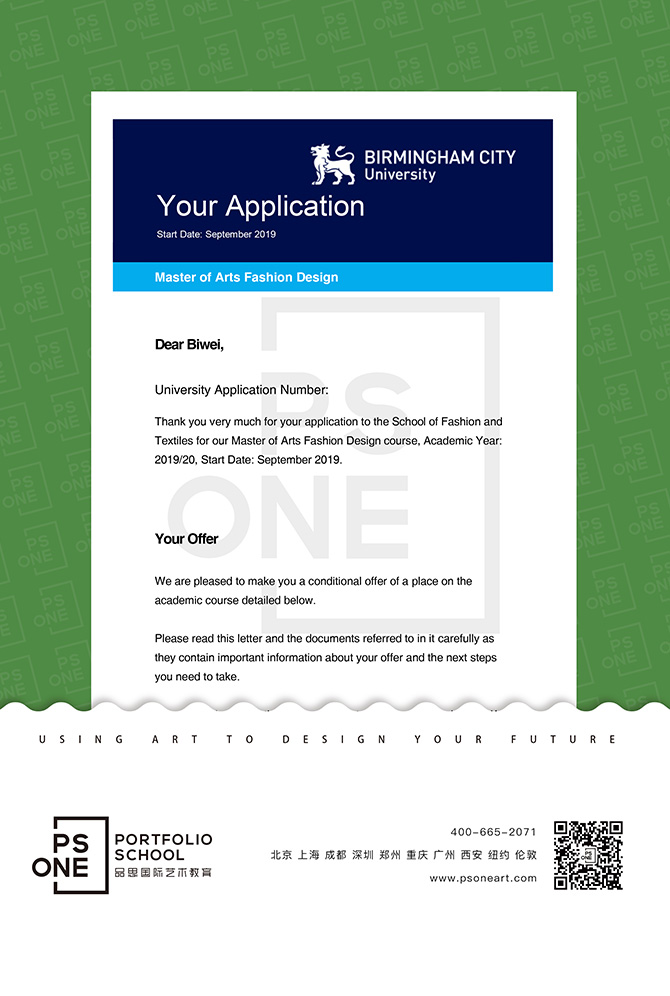 BIRMINGHAM CITY
University
Your Application
Start Date: September 2019
Master of Arts Fashion Design
Dear Biwei,
University Application Number:
Thank you very much for your application to the School of Fashion and
Textiles for our Master of Arts Fashion Design course, Academic Year:
2019/20, Start Date: September 2019.
PS
ONE
Your Offer
We are pleased to make you a conditional offer of a place on the
academic course detailed below.
Please read this letter and the documents referred to in it carefully as
they contain important information about your offer and the next steps
you need to take.
USING ART TO DESIGN YOUR FUTURE
PS
ONE
PORTFOLIO
SCHOOL
品思国际艺术教育
400-665-2071
北京 上海 成都 深圳 郑州 重庆 广州 西安 纽约 伦敦
www.psoneart.com